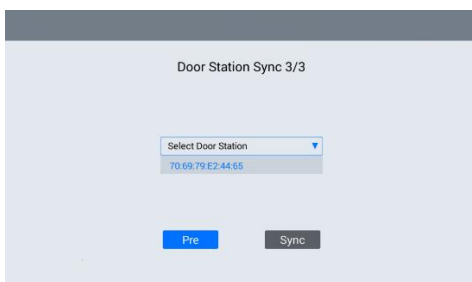 Door Station Sync 3/3
Select Door Station
70:69:79:E2:44:65
Pre
Sync